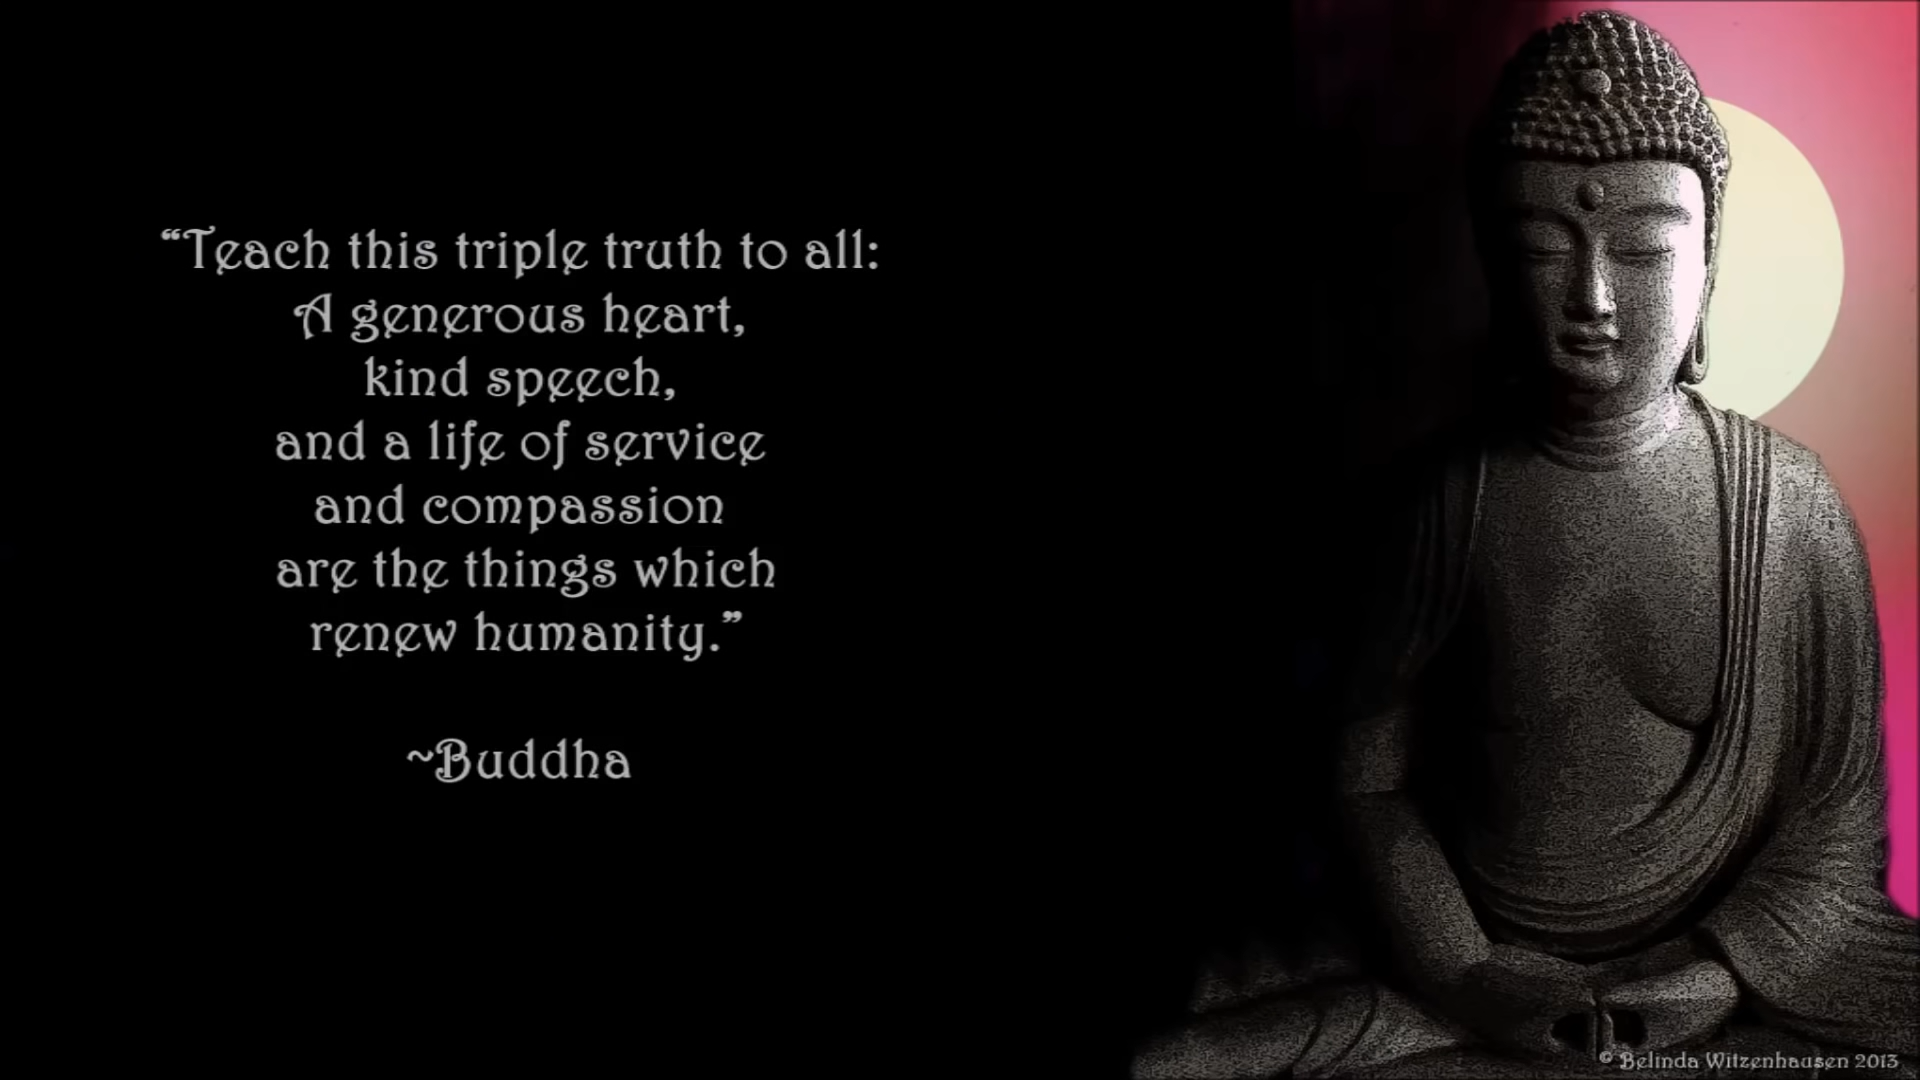 “Teach this triple truth to all:
A generous heart,
kind speech,
and a life of service
and compassion
are the things which
renew humanity.”
~Buddha
© Belinda Witzenhausen 2013